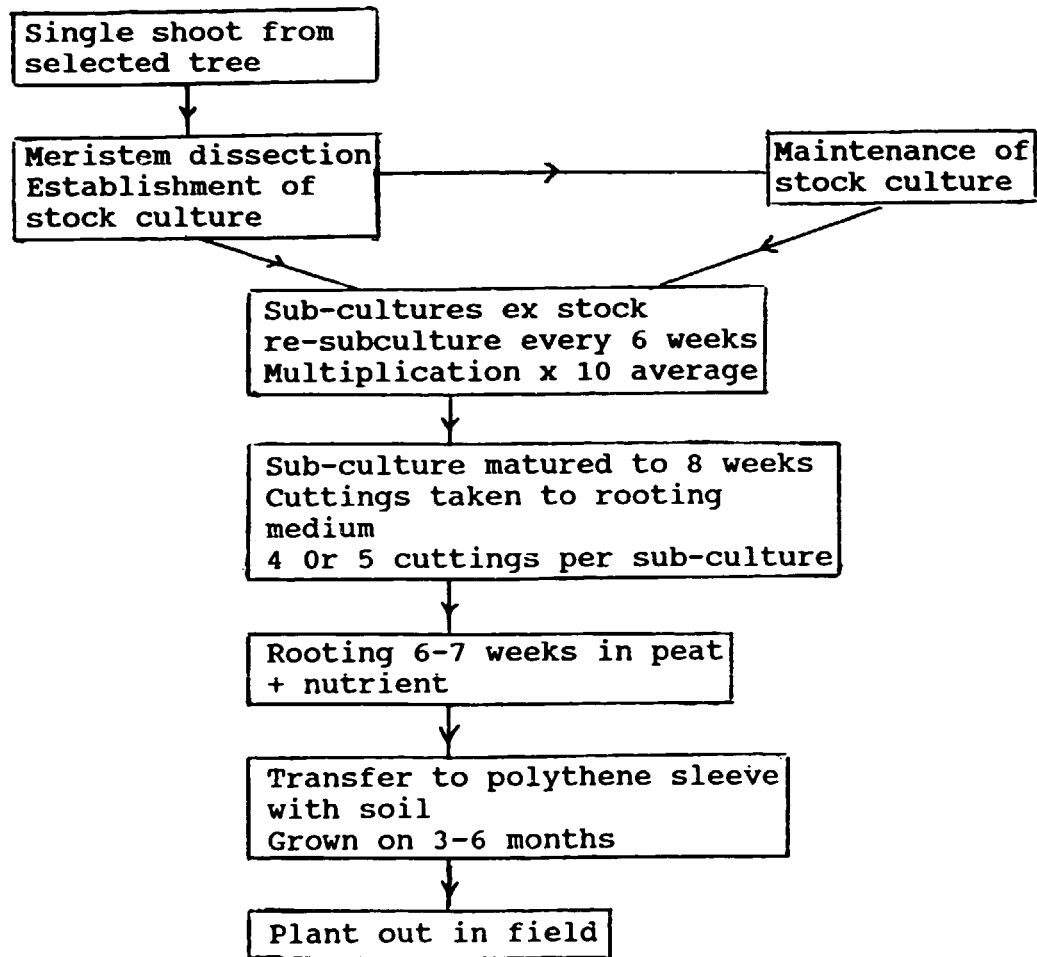 Single shoot from
selected tree
Meristem dissection
Establishment of
stock culture
Maintenance of
stock culture
Sub-cultures ex stock
re-subculture every 6 weeks
Multiplication x 10 average
Sub-culture matured to 8 weeks
Cuttings taken to rooting
medium
4 Or 5 cuttings per sub-culture
Rooting 6-7 weeks in peat
+ nutrient
Transfer to polythene sleeve
with soil
Grown on 3-6 months
Plant out in field